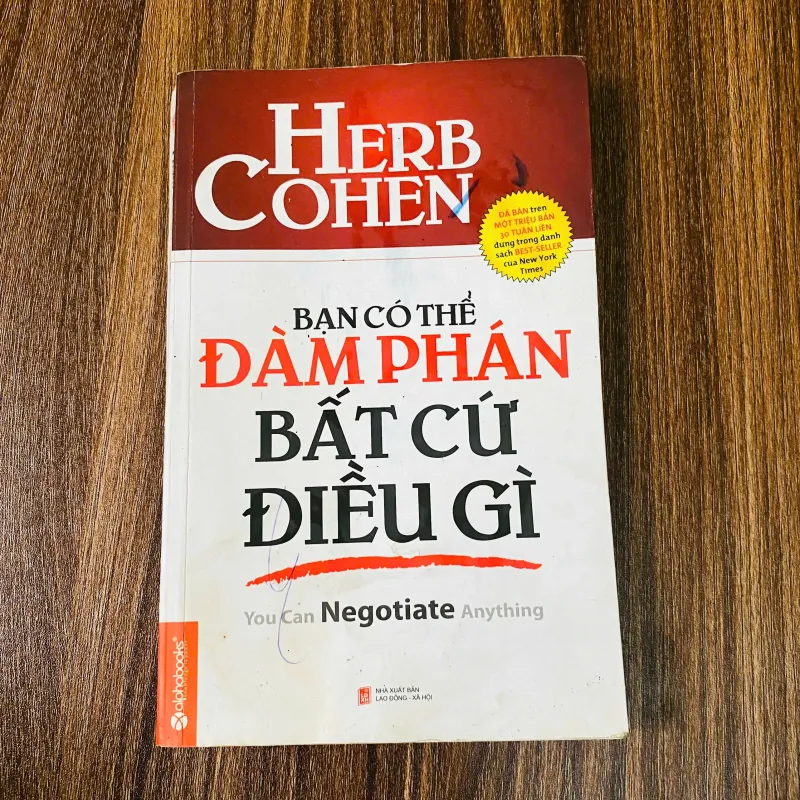 HERB
COHEN
ĐÃ BÁN trên
MỘT TRIỆU BẢN
30 TUẦN LIỀN
đứng trong danh
sách BEST-SELLER
của New York
Times
BẠN CÓ THỂ
ĐÀM PHÁN
BẤT CỨ
ĐIỀU GÌ
You Can Negotiate Anything
alphabooks®
NHÀ XUẤT BẢN
LAO ĐỘNG - XÃ HỘI